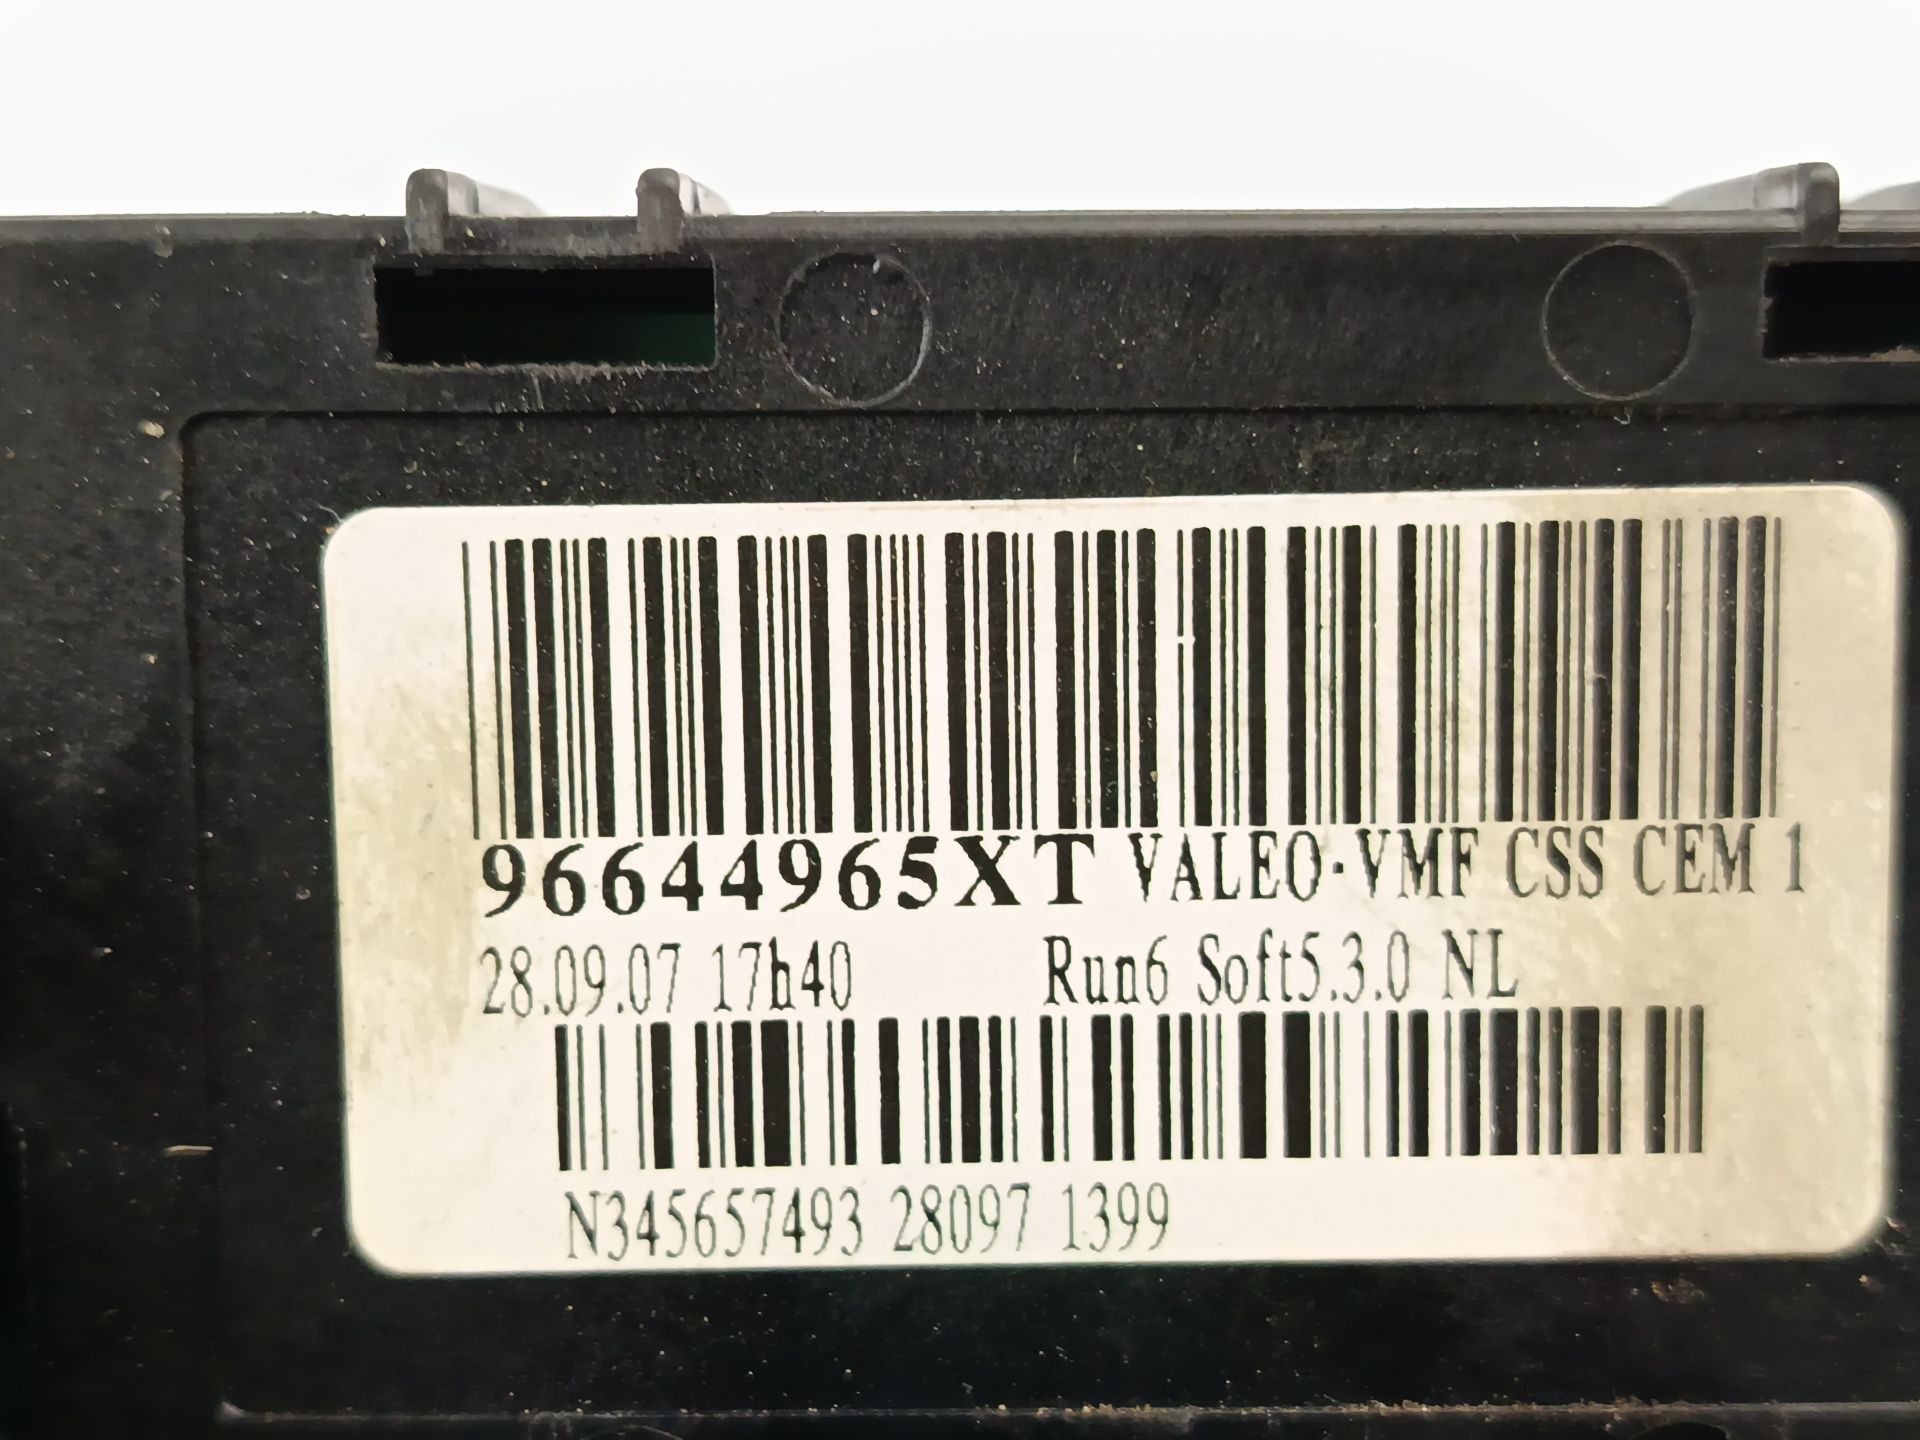 96644965XT VALEO-VMF CSS CEM 1
28.09.07 17h40 Run6 Soft5.3.0 NL
N345657493 28097 1399